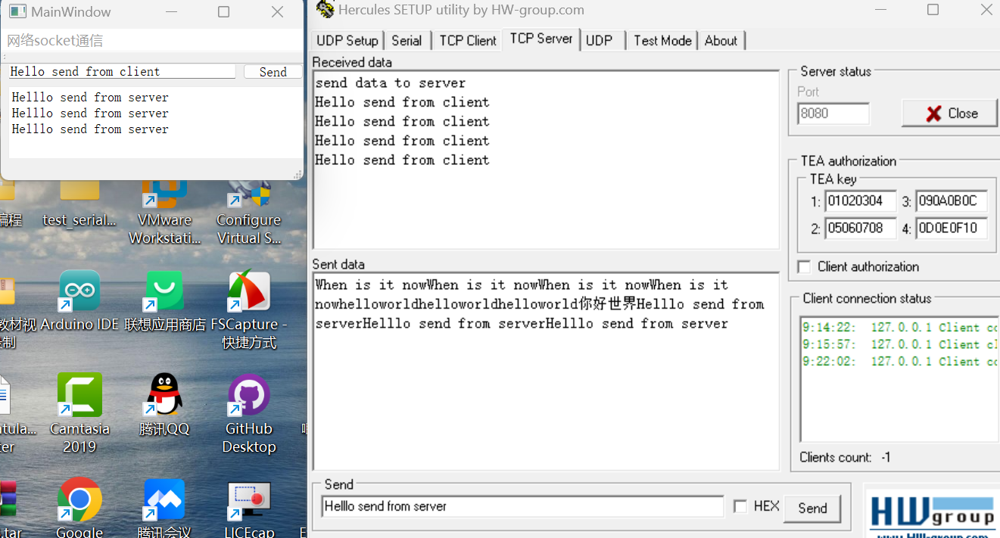 MainWindow
网络socket通信
Hello send from client
Send
Helllo send from server
Helllo send from server
Helllo send from server
编程
test_serial...
VMware
Workstati...
Configure
Virtual S...
教材视
制
Arduino IDE
联想应用商店
FSCapture -
快捷方式
Camtasia
2019
腾讯QQ
GitHub
Desktop
.tar
Google
腾讯会议
LICEcap
Hercules SETUP utility by HW-group.com
UDP Setup
Serial
TCP Client
TCP Server
UDP
Test Mode
About
Received data
send data to server
Hello send from client
Hello send from client
Hello send from client
Hello send from client
Sent data
When is it nowWhen is it nowWhen is it nowWhen is it
nowhelloworldhelloworldhelloworld你好世界Helllo send from
serverHelllo send from serverHelllo send from server
Send
Helllo send from server
HEX
Send
Server status
Port
8080
Close
TEA authorization
TEA key
1: 01020304
3: 090A0B0C
2: 05060708
4: 0D0E0F10
Client authorization
Client connection status
9:14:22: 127.0.0.1 Client co
9:15:57: 127.0.0.1 Client cl
9:22:02: 127.0.0.1 Client co
Clients count: -1
HWgroup
www.HW-group.com